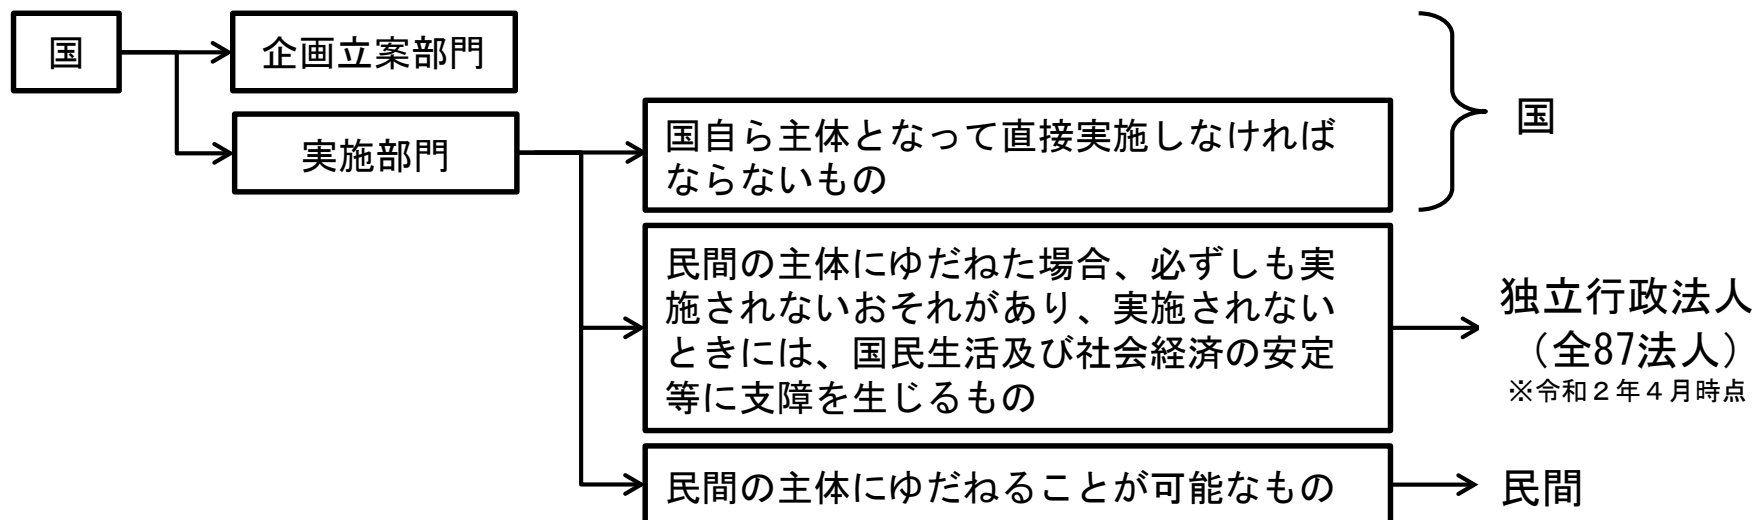 国
企画立案部門
実施部門
国自ら主体となって直接実施しなければ
ならないもの
国
民間の主体にゆだねた場合、必ずしも実
施されないおそれがあり、実施されない
ときには、国民生活及び社会経済の安定
等に支障を生じるもの
独立行政法人
（全87法人）
※令和２年４月時点
民間の主体にゆだねることが可能なもの
民間